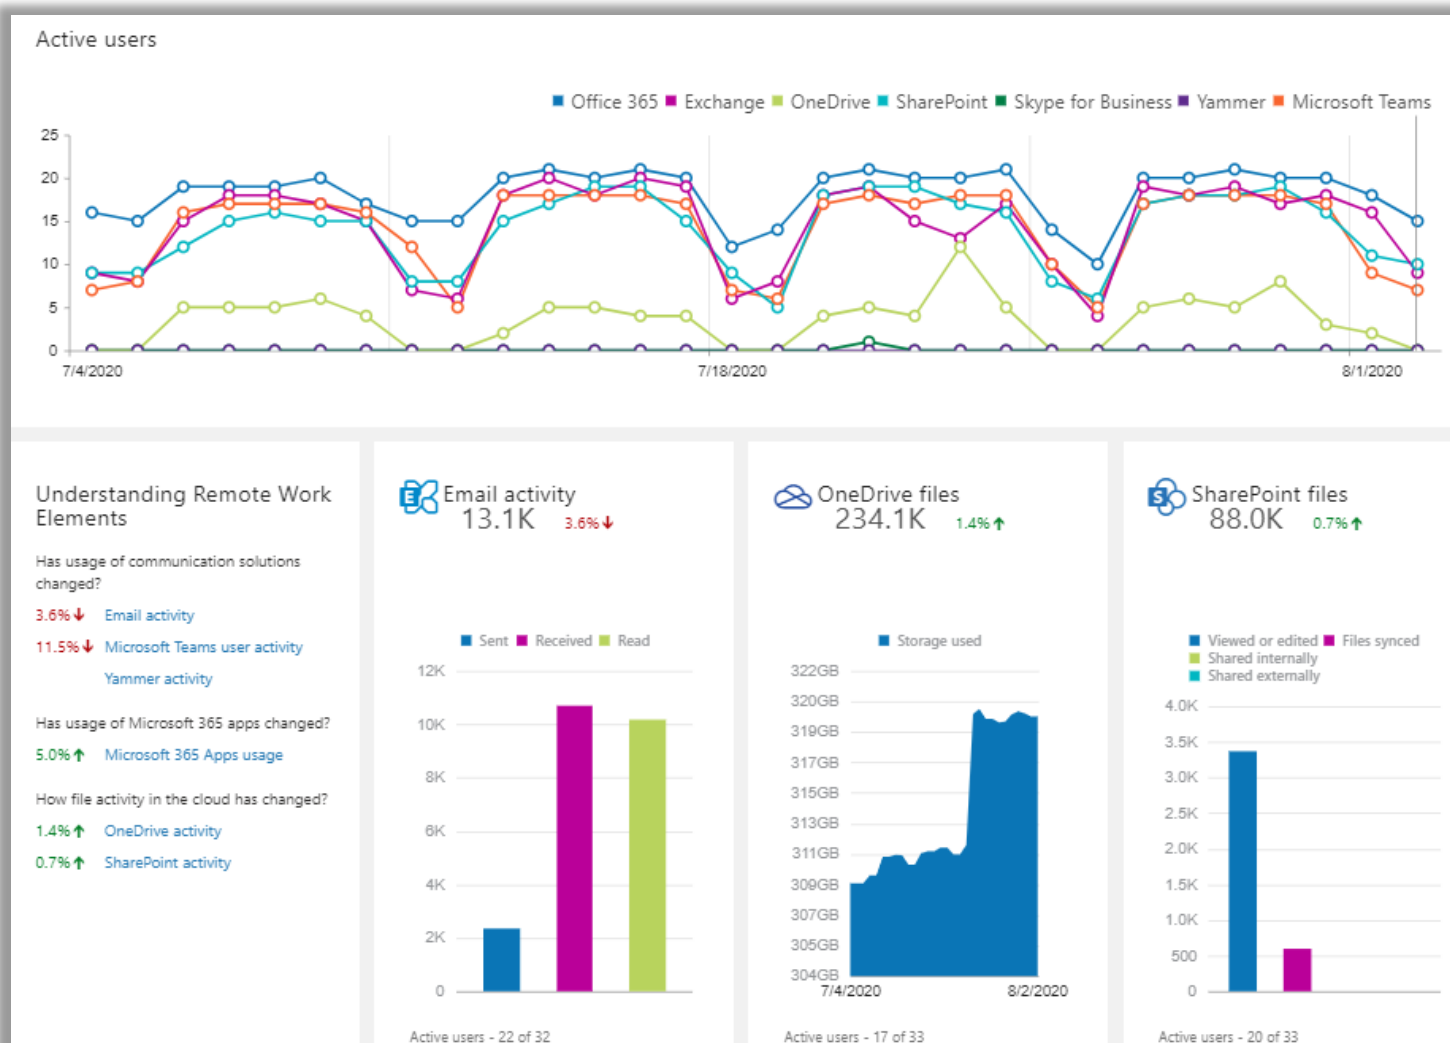 Active users
Office 365 Exchange OneDrive SharePoint Skype for Business Yammer Microsoft Teams
25
20
15
10
5
0
7/4/2020 7/18/2020 8/1/2020
Understanding Remote Work
Elements
Has usage of communication solutions
changed?
3.6% Email activity
11.5% Microsoft Teams user activity
Yammer activity
Has usage of Microsoft 365 apps changed?
5.0% Microsoft 365 Apps usage
How file activity in the cloud has changed?
1.4% OneDrive activity
0.7% SharePoint activity
E Email activity
13.1K 3.6%
Sent Received Read
12K
10K
8K
6K
4K
2K
0
Active users - 22 of 32
OneDrive files
234.1K 1.4%
Storage used
322GB
320GB
319GB
317GB
315GB
313GB
311GB
309GB
307GB
305GB
304GB
7/4/2020 8/2/2020
Active users - 17 of 33
S SharePoint files
88.0K 0.7%
Viewed or edited Files synced
Shared internally
Shared externally
4.0K
3.5K
3.0K
2.5K
2.0K
1.5K
1.0K
500
0
Active users - 20 of 33